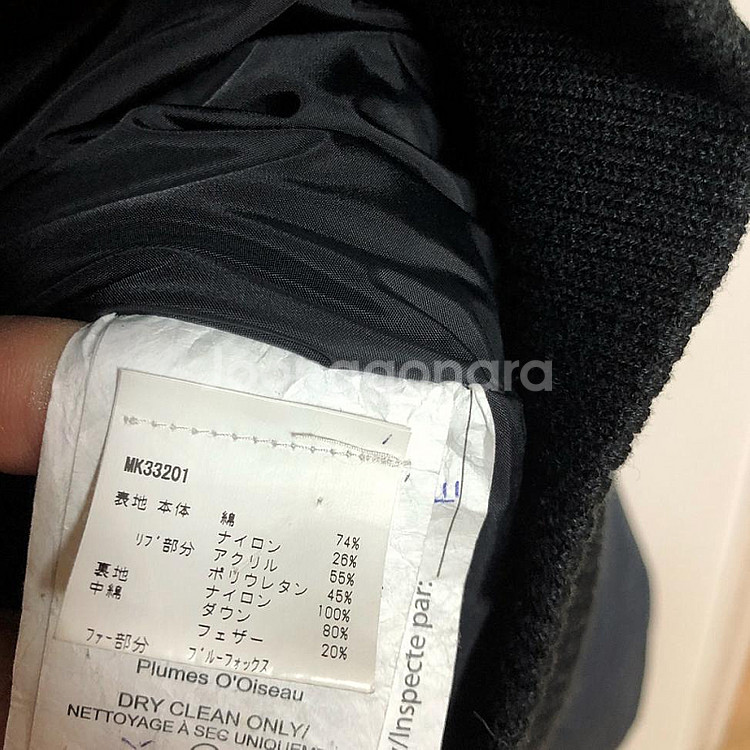 joonggonara
MK33201
表地 本体 綿 74%
ナイロン 26%
リブ部分 アクリル 55%
ポリウレタン 45%
裏地 ナイロン 100%
中綿 ダウン 80%
フェザー 20%
ファー部分 ブルーフォックス
Plumes O'Oiseau
DRY CLEAN ONLY/
NETTOYAGE À SEC UNIQUEMENT
/Inspecte par: